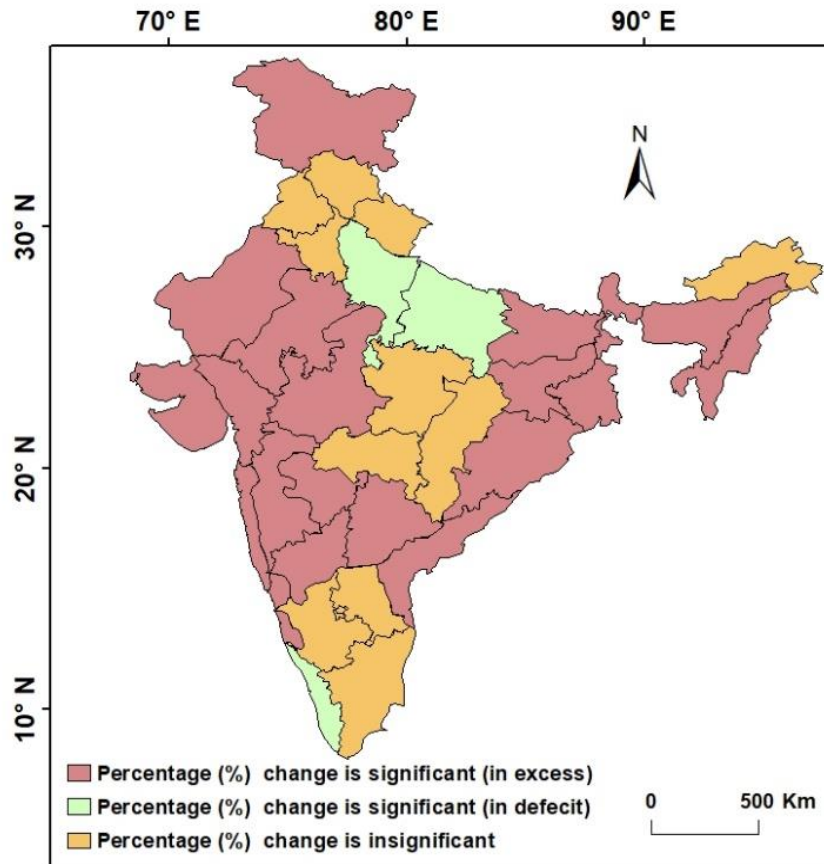 70° E 80° E 90° E
N
30° N
20° N
10° N
Percentage (%) change is significant (in excess)
Percentage (%) change is significant (in defecit)
Percentage (%) change is insignificant
0 500 Km